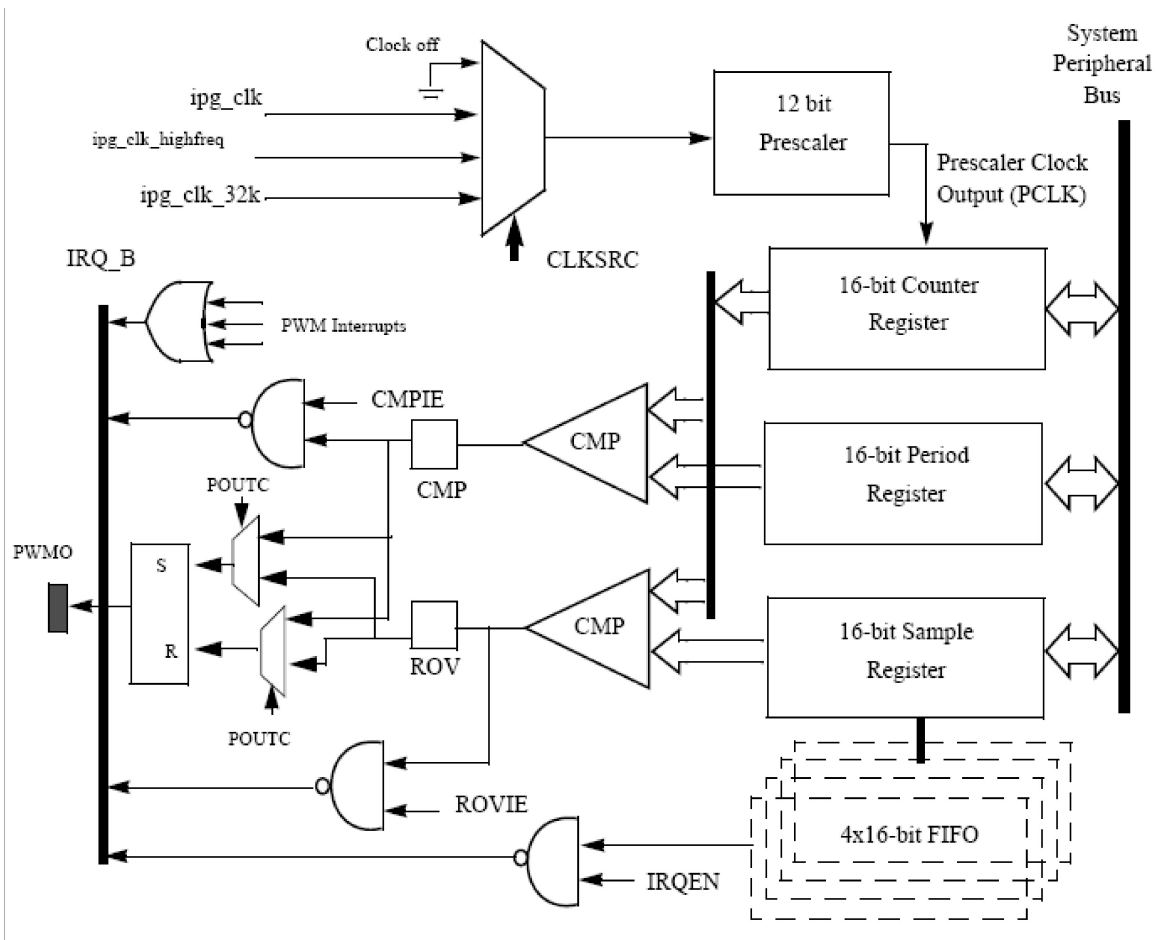 Clock off
System
Peripheral
Bus
ipg_clk
ipg_clk_highfreq
ipg_clk_32k
12 bit
Prescaler
Prescaler Clock
Output (PCLK)
CLKSRC
IRQ_B
PWM Interrupts
16-bit Counter
Register
CMPIE
CMP
CMP
16-bit Period
Register
POUTC
PWMO
S
R
ROV
CMP
16-bit Sample
Register
POUTC
ROVIE
4x16-bit FIFO
IRQEN